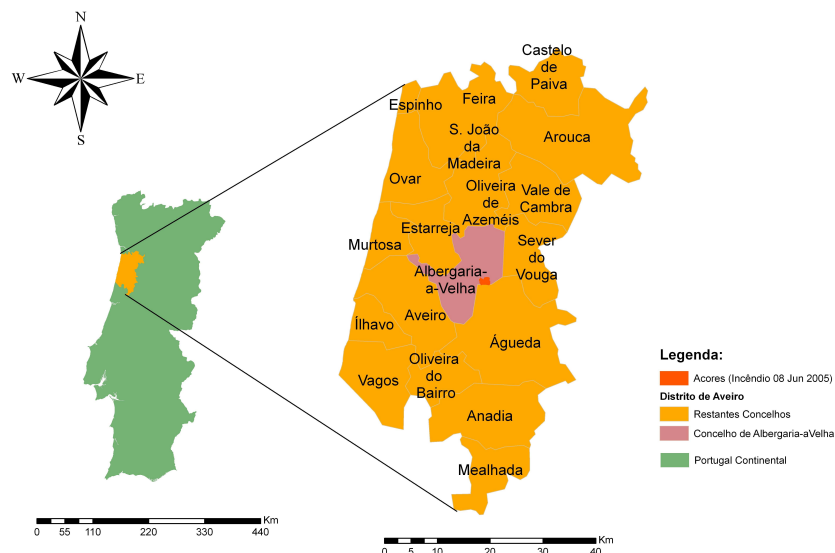 N
W
E
S
Castelo
de
Paiva
Espinho
Feira
Arouca
S. João
da
Madeira
Ovar
Oliveira
de
Azeméis
Vale de
Cambra
Estarreja
Murtosa
Sever
do
Vouga
Albergaria-
a-Velha
Aveiro
Ílhavo
Águeda
Oliveira
do
Bairro
Vagos
Anadia
Mealhada
Legenda:
Acores (Incêndio 08 Jun 2005)
Distrito de Aveiro
Restantes Concelhos
Concelho de Albergaria-aVelha
Portugal Continental
Km
0 55 110 220 330 440
Km
0 5 10 20 30 40